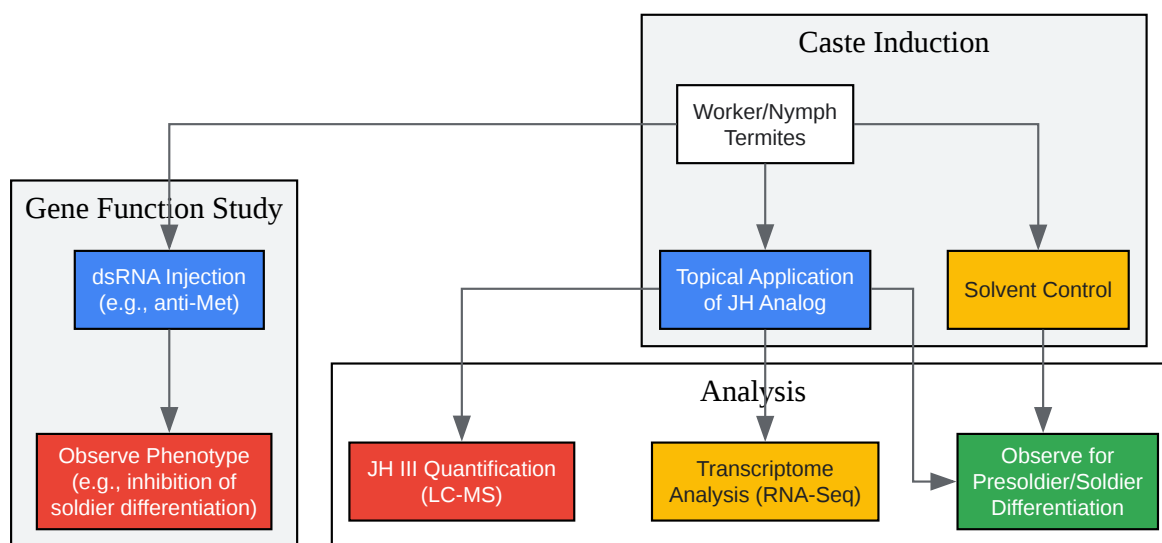 Caste Induction
Worker/Nymph
Termites
Gene Function Study
dsRNA Injection
(e.g., anti-Met)
Topical Application
of JH Analog
Solvent Control
Analysis
Observe Phenotype
(e.g., inhibition of
soldier differentiation)
JH III Quantification
(LC-MS)
Transcriptome
Analysis (RNA-Seq)
Observe for
Presoldier/Soldier
Differentiation